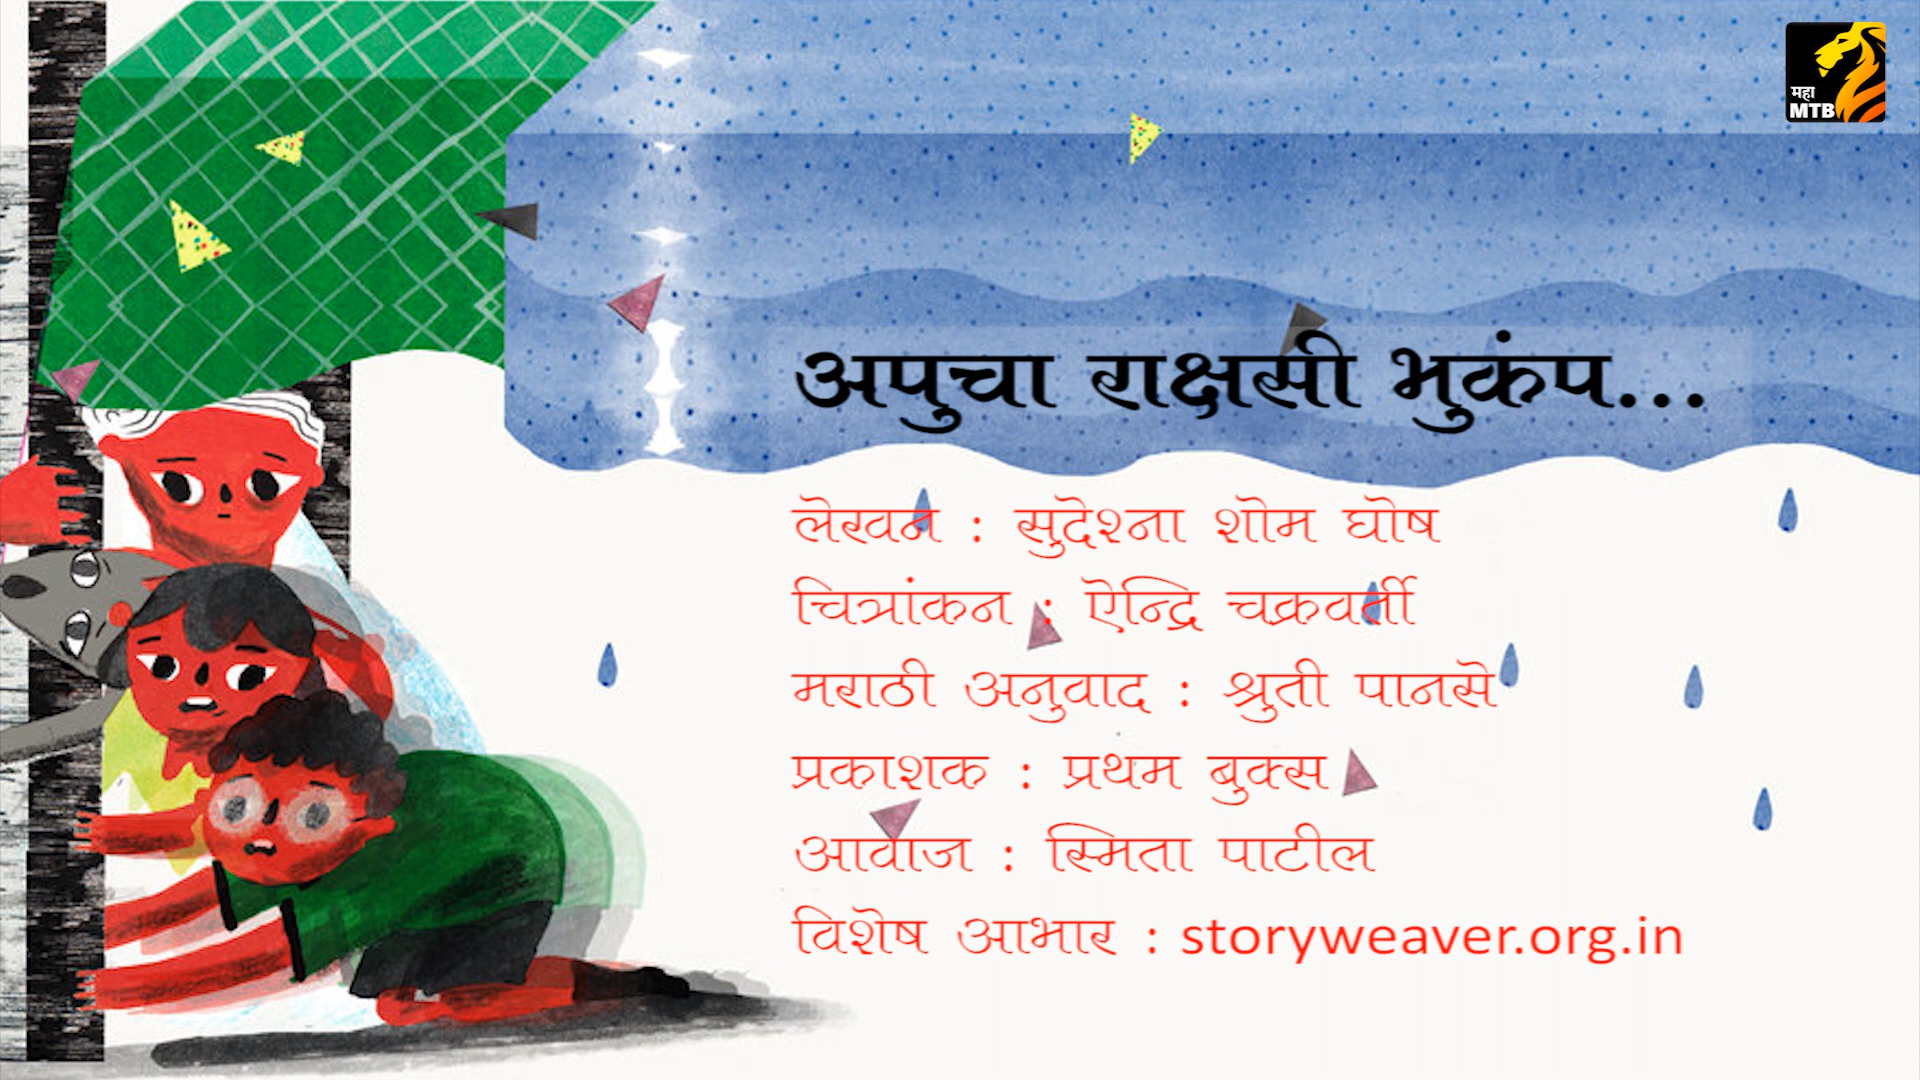 महा
MTB
अपुचा राक्षसी भुकंप...
लेखन : सुदेश्ना शोम घोष
चित्रांकन : ऐन्द्रि चक्रवर्ती
मराठी अनुवाद : श्रुती पानसे
प्रकाशक : प्रथम बुक्स
आवाज : स्मिता पाटील
विशेष आभार : storyweaver.org.in